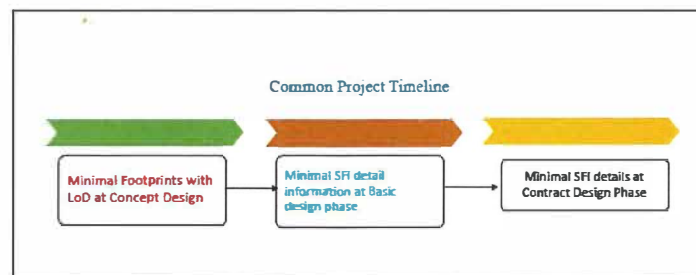 Common Project Timeline
Minimal Footprints with
LoD at Concept Design
Minimal SFI detail
information at Basic
design phase
Minimal SFI details at
Contract Design Phase